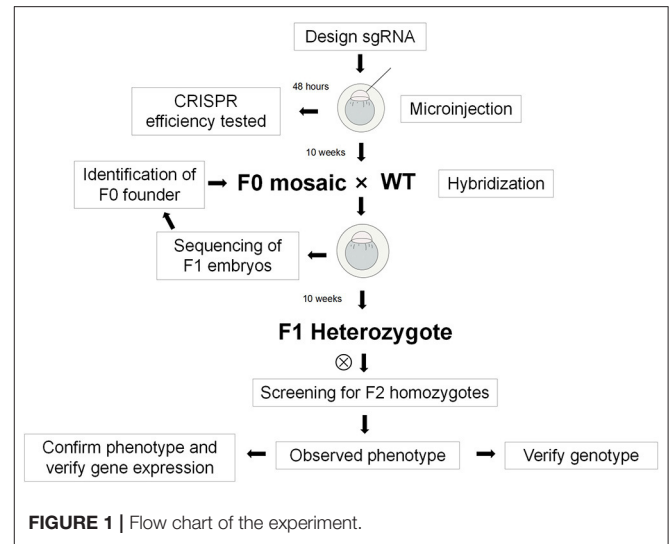 Design sgRNA
48 hours
CRISPR
efficiency tested
Microinjection
10 weeks
Identification of
F0 founder
F0 mosaic × WT
Hybridization
Sequencing of
F1 embryos
10 weeks
F1 Heterozygote
⊗
Screening for F2 homozygotes
Confirm phenotype and
verify gene expression
Observed phenotype
Verify genotype
FIGURE 1 | Flow chart of the experiment.